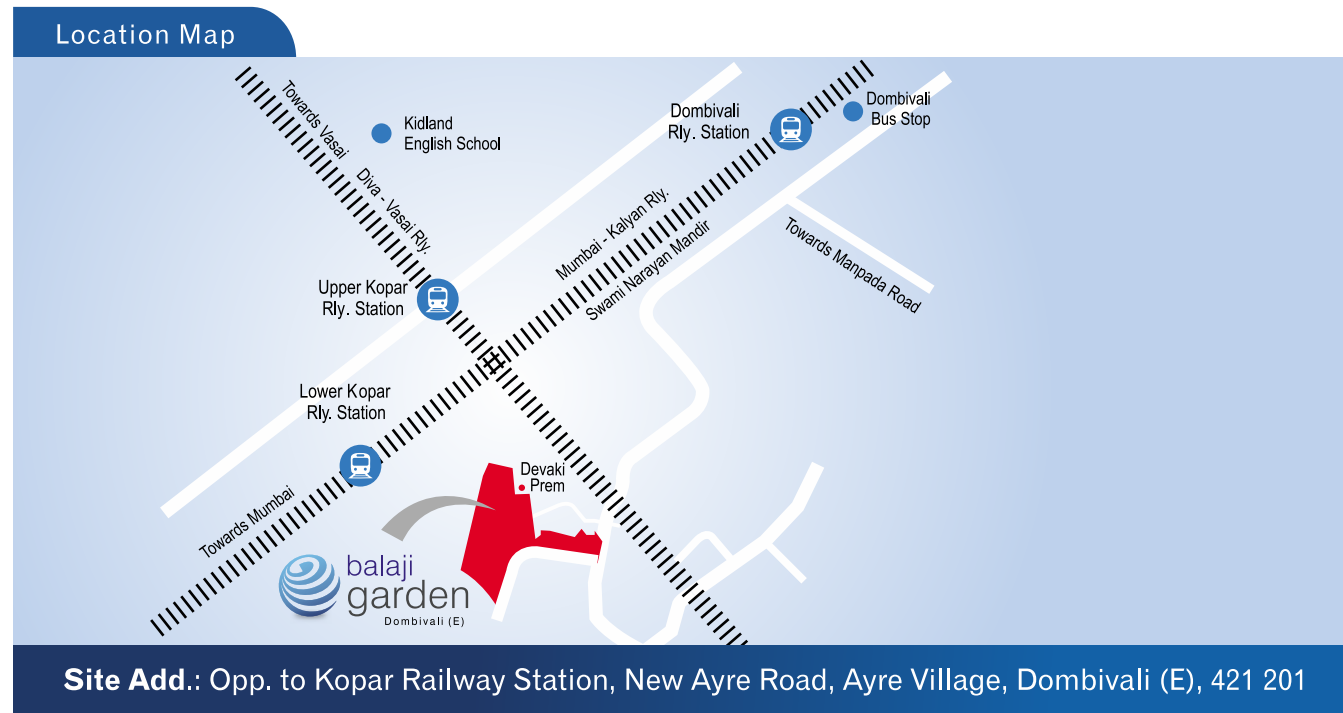 Location Map
Towards Vasai
Diva - Vasai Rly.
Kidland
English School
Dombivali
Rly. Station
Dombivali
Bus Stop
Mumbai - Kalyan Rly.
Swami Narayan Mandir
Towards Manpada Road
Upper Kopar
Rly. Station
Lower Kopar
Rly. Station
Towards Mumbai
Devaki
Prem
balaji
garden
Dombivali (E)
Site Add.: Opp. to Kopar Railway Station, New Ayre Road, Ayre Village, Dombivali (E), 421 201